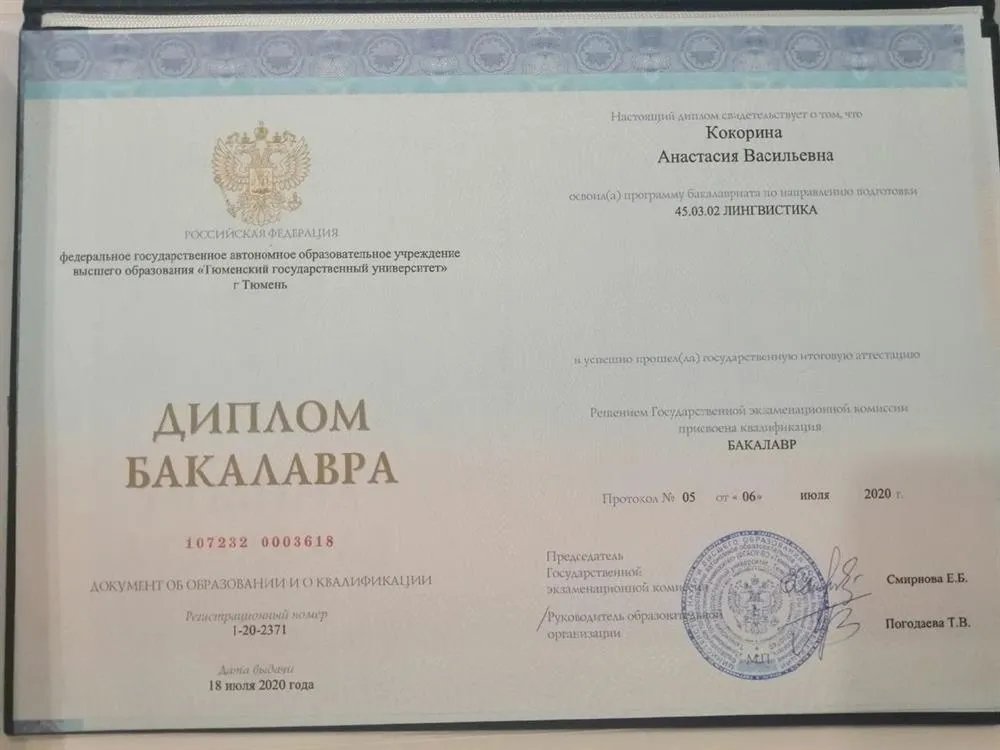 РОССИЙСКАЯ ФЕДЕРАЦИЯ
федеральное государственное автономное образовательное учреждение
высшего образования «Тюменский государственный университет»
г Тюмень
ДИПЛОМ
БАКАЛАВРА
107232 0003618
ДОКУМЕНТ ОБ ОБРАЗОВАНИИ И О КВАЛИФИКАЦИИ
Регистрационный номер
1-20-2371
Дата выдачи
18 июля 2020 года
Настоящий диплом свидетельствует о том, что
Кокорина
Анастасия Васильевна
освоил(а) программу бакалавриата по направлению подготовки
45.03.02 ЛИНГВИСТИКА
и успешно прошел(ла) государственную итоговую аттестацию
Решением Государственной экзаменационной комиссии
присвоена квалификация
БАКАЛАВР
Протокол № 05 от « 06» июля 2020 г.
Председатель
Государственной
экзаменационной комиссии
Смирнова Е.Б.
/Руководитель образовательной
организации
Погодаева Т.В.
М.П.